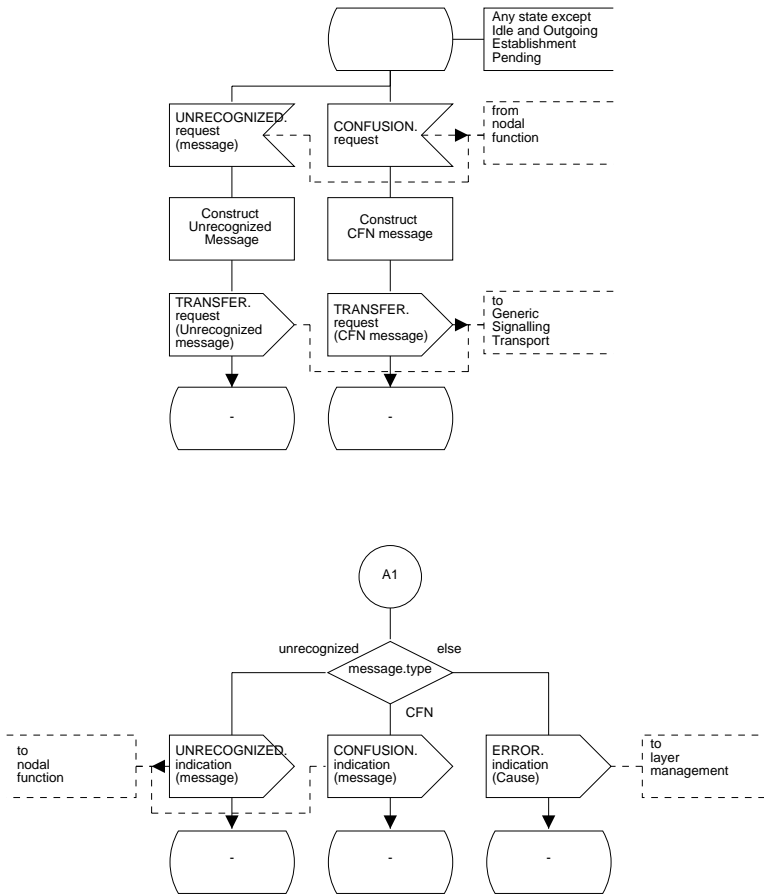 Any state except
Idle and Outgoing
Establishment
Pending
UNRECOGNIZED.
request
(message)
CONFUSION.
request
from
nodal
function
Construct
Unrecognized
Message
Construct
CFN message
TRANSFER.
request
(Unrecognized
message)
TRANSFER.
request
(CFN message)
to
Generic
Signalling
Transport
-
-
A1
unrecognized
else
message.type
CFN
to
nodal
function
UNRECOGNIZED.
indication
(message)
CONFUSION.
indication
(message)
ERROR.
indication
(Cause)
to
layer
management
-
-
-